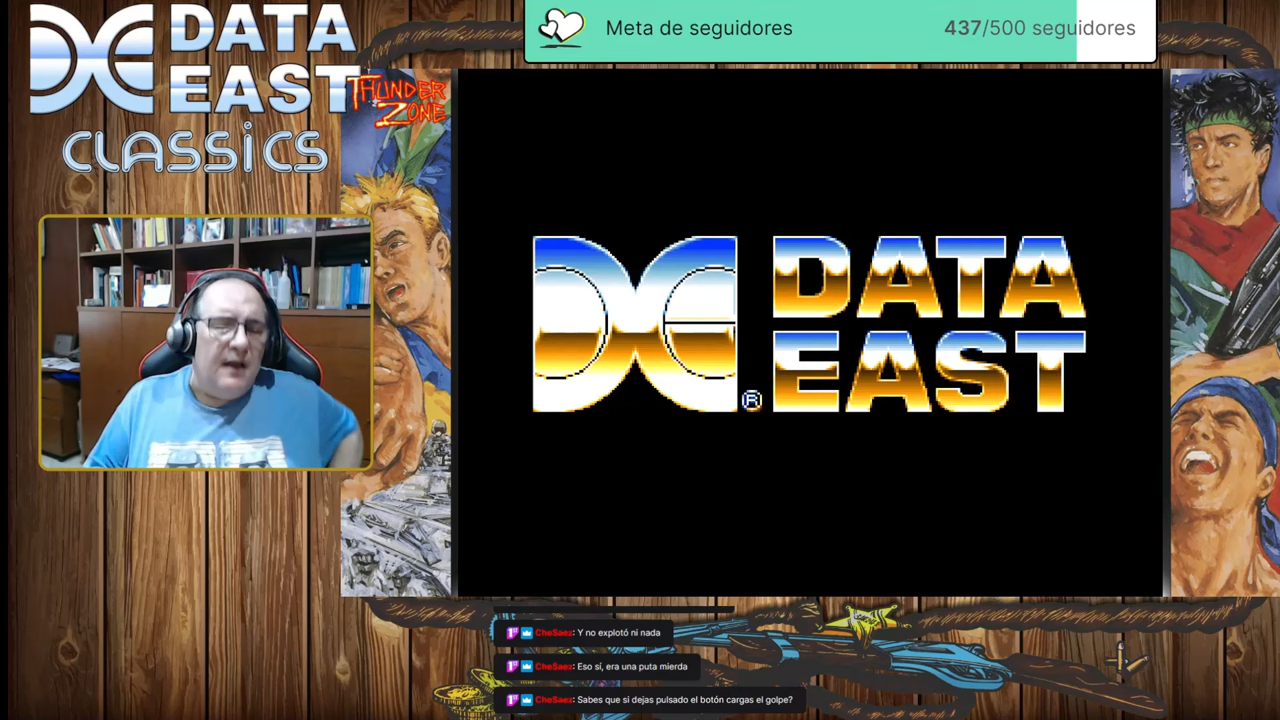 DATA
EAST
CLASSiCS
Meta de seguidores
437/500 seguidores
THUNDER
ZONE
DATA
EAST
®
CheSaez: Y no explotó ni nada
CheSaez: Eso sí, era una puta mierda
CheSaez: Sabes que si dejas pulsado el botón cargas el golpe?